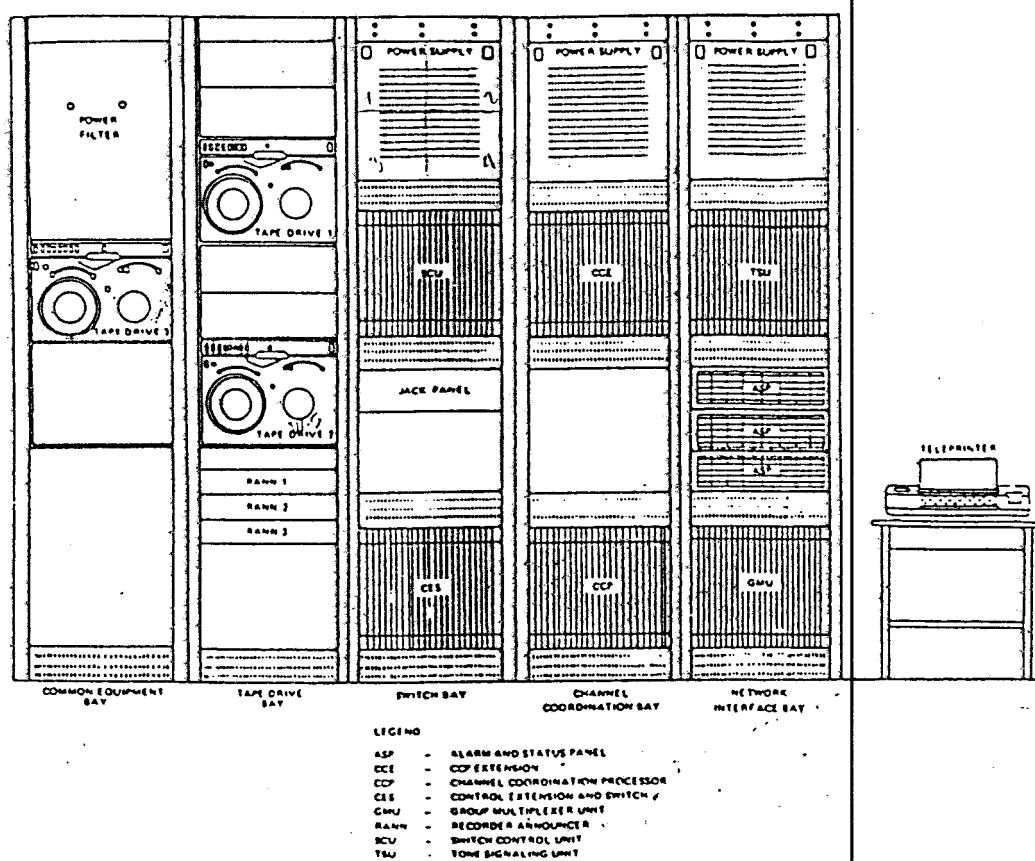 POWER SUPPLY
POWER SUPPLY
POWER SUPPLY
1 2
POWER
FILTER
TAPE DRIVE 1
SCU
CCE
TSU
TAPE DRIVE 3
JACK PANEL
ASP
ASP
ASP
TAPE DRIVE 2
TELEPRINTER
RANN 1
RANN 2
RANN 3
CES
CCP
GMU
COMMON EQUIPMENT
BAY
TAPE DRIVE
BAY
SWITCH BAY
CHANNEL
COORDINATION BAY
NETWORK
INTERFACE BAY
LEGEND
ASP - ALARM AND STATUS PANEL
CCE - CCP EXTENSION
CCP - CHANNEL COORDINATION PROCESSOR
CES - CONTROL EXTENSION AND SWITCH
GMU - GROUP MULTIPLEXER UNIT
RANN - RECORDER ANNOUNCER
SCU - SWITCH CONTROL UNIT
TSU - TONE SIGNALING UNIT